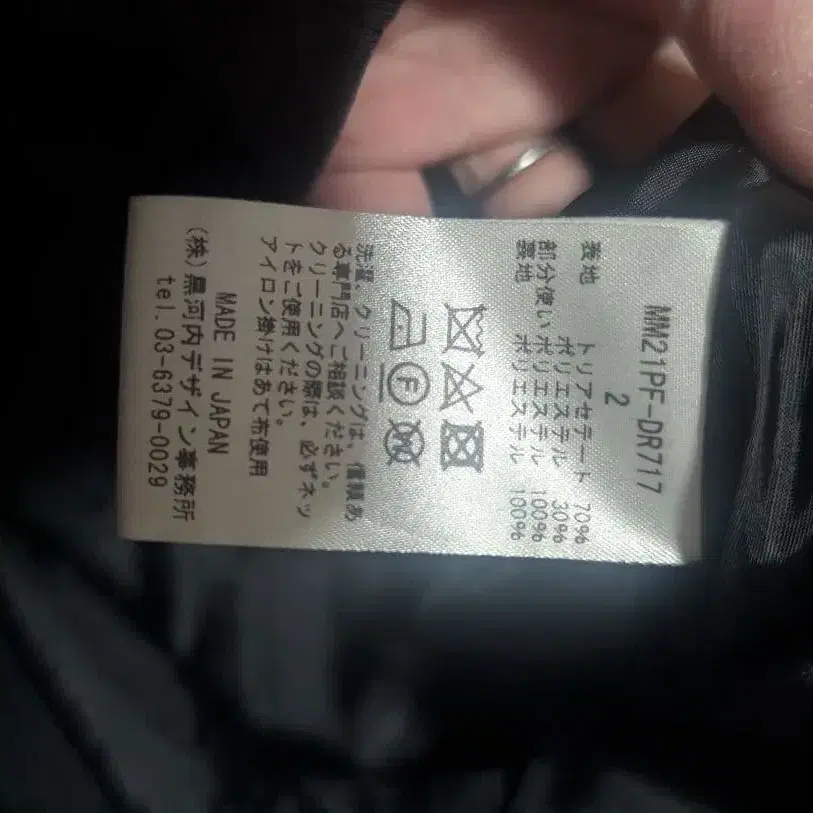 MM21PF-DR717
2
表地 トリアセテート 70%
ポリエステル 30%
部分使い ポリエステル 100%
裏地 ポリエステル 100%
F
W
洗濯、クリーニングは、信頼あ
る専門店へご相談ください。
クリーニングの際は、必ずネッ
トをご使用ください。
アイロン掛けはあて布使用
MADE IN JAPAN
(株)黒河内デザイン事務所
tel. 03-6379-0029